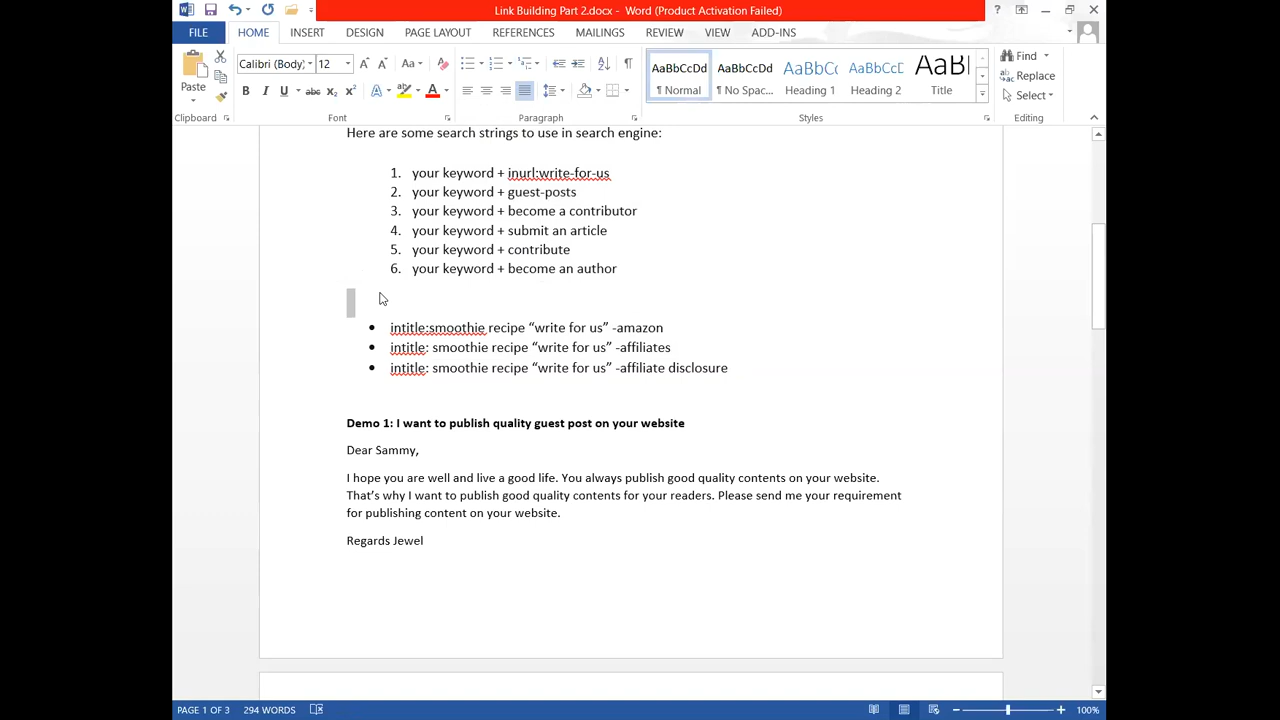 Link Building Part 2.docx - Word (Product Activation Failed)
FILE HOME INSERT DESIGN PAGE LAYOUT REFERENCES MAILINGS REVIEW VIEW ADD-INS
Calibri (Body) 12
Paste
Clipboard Font Paragraph Styles Editing
AaBbCcDd AaBbCcDd AaBbCc AaBbCcD AaBb
¶ Normal ¶ No Spac... Heading 1 Heading 2 Title
Find
Replace
Select
Here are some search strings to use in search engine:
1. your keyword + inurl:write-for-us
2. your keyword + guest-posts
3. your keyword + become a contributor
4. your keyword + submit an article
5. your keyword + contribute
6. your keyword + become an author
• intitle:smoothie recipe “write for us” -amazon
• intitle: smoothie recipe “write for us” -affiliates
• intitle: smoothie recipe “write for us” -affiliate disclosure
Demo 1: I want to publish quality guest post on your website
Dear Sammy,
I hope you are well and live a good life. You always publish good quality contents on your website.
That’s why I want to publish good quality contents for your readers. Please send me your requirement
for publishing content on your website.
Regards Jewel
PAGE 1 OF 3 294 WORDS 100%